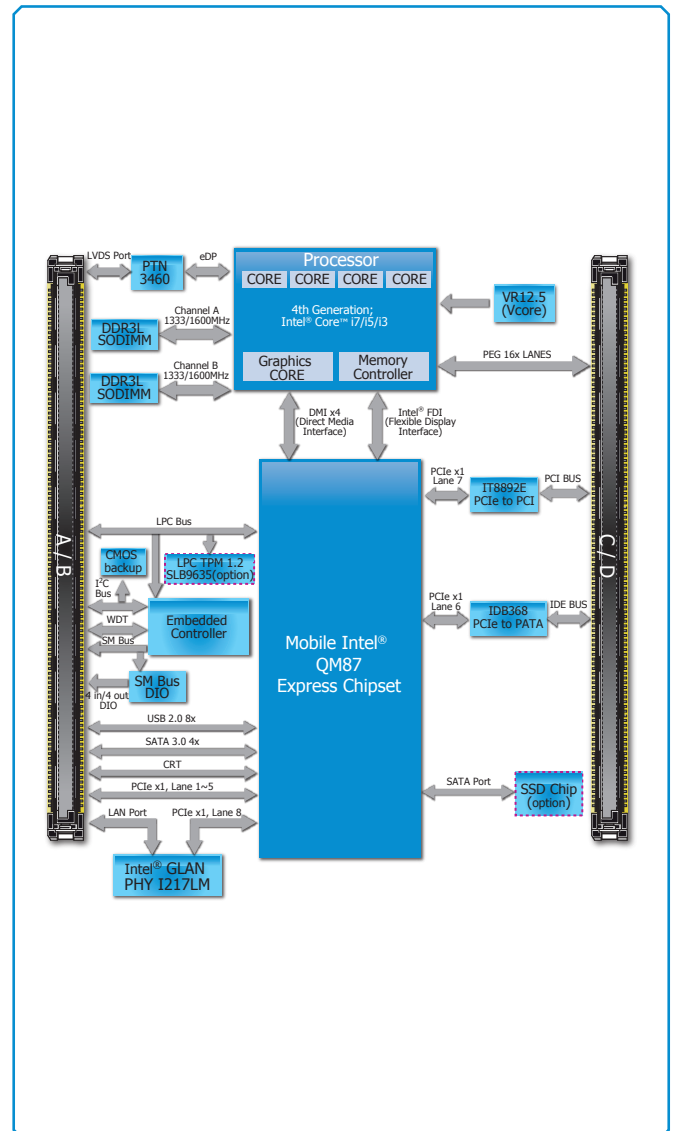 Processor
CORE CORE CORE CORE
4th Generation;
Intel® Core™ i7/i5/i3
Graphics
CORE
Memory
Controller
LVDS Port
PTN
3460
eDP
VR12.5
(Vcore)
Channel A
1333/1600MHz
DDR3L
SODIMM
Channel B
1333/1600MHz
DDR3L
SODIMM
PEG 16x LANES
DMI x4
(Direct Media
Interface)
Intel® FDI
(Flexible Display
Interface)
A / B
C / D
PCIe x1
Lane 7
IT8892E
PCIe to PCI
PCI BUS
LPC Bus
LPC TPM 1.2
SLB9635(option)
CMOS
backup
I²C
Bus
WDT
SM Bus
Embedded
Controller
SM Bus
DIO
4 in/4 out
DIO
PCIe x1
Lane 6
IDB368
PCIe to PATA
IDE BUS
Mobile Intel®
QM87
Express Chipset
USB 2.0 8x
SATA 3.0 4x
CRT
PCIe x1, Lane 1~5
LAN Port
PCIe x1, Lane 8
Intel® GLAN
PHY I217LM
SATA Port
SSD Chip
(option)